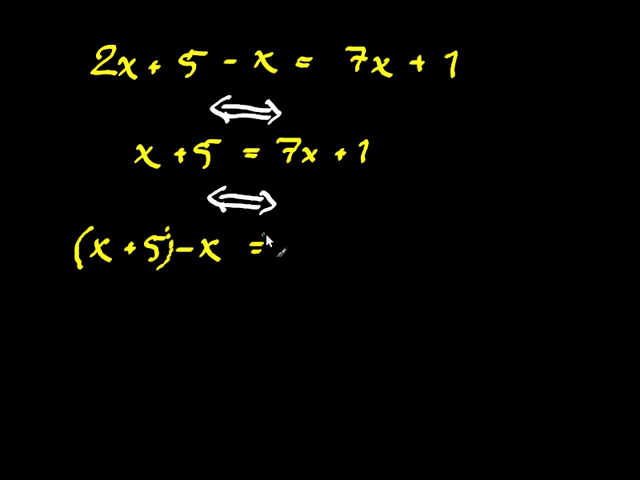 2x + 5 - x = 7x + 1
⟺
x + 5 = 7x + 1
⟺
(x + 5) - x =